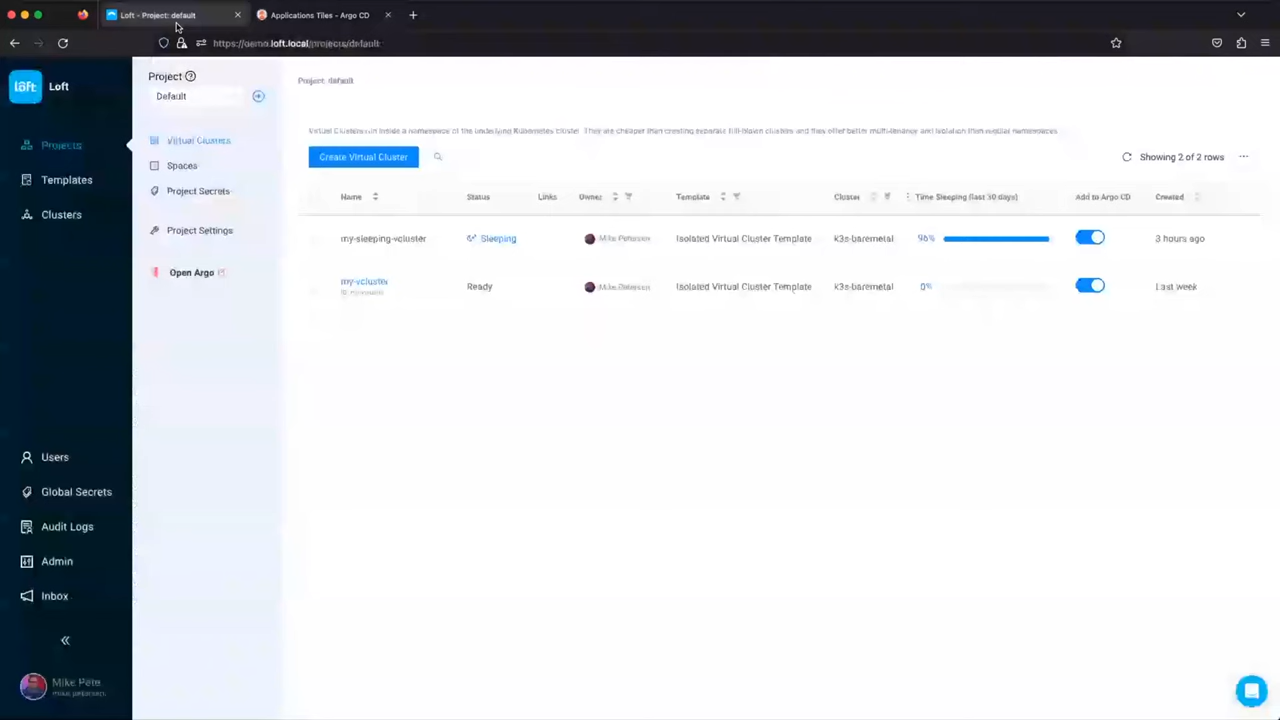 Loft - Project: default
Applications Tiles - Argo CD
https://demo.loft.local/projects/default
Loft
Loft
Projects
Templates
Clusters
Users
Global Secrets
Audit Logs
Admin
Inbox
Mike Pete
mike.petersen
Project
Default
Virtual Clusters
Spaces
Project Secrets
Project Settings
Open Argo
Project: default
Virtual Clusters inside a namespace of the underlying Kubernetes cluster. They are cheaper than creating separate full-blown clusters and they offer better multi-tenancy and isolation than regular namespaces.
Create Virtual Cluster
Showing 2 of 2 rows
Name Status Links Owner Template Cluster Time Sleeping (last 30 days) Add to Argo CD Created
my-sleeping-vcluster Sleeping Mike Petersen Isolated Virtual Cluster Template k3s-baremetal 96% 3 hours ago
my-vcluster Ready Mike Petersen Isolated Virtual Cluster Template k3s-baremetal 0% Last week